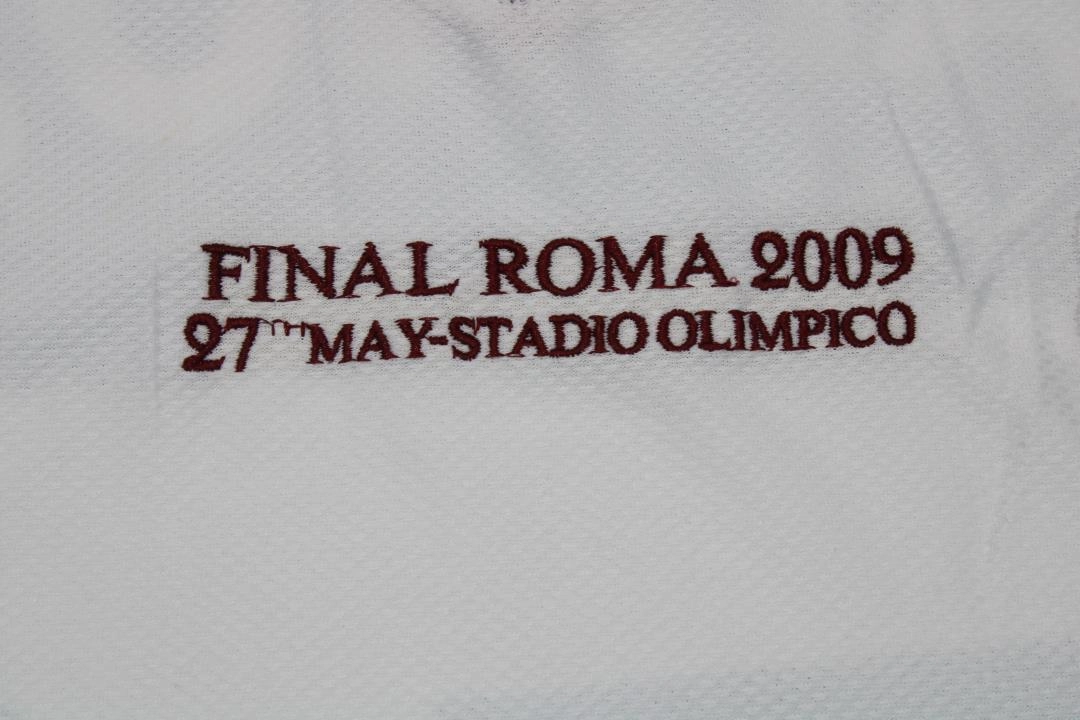 FINAL ROMA 2009
27TH MAY-STADIO OLIMPICO